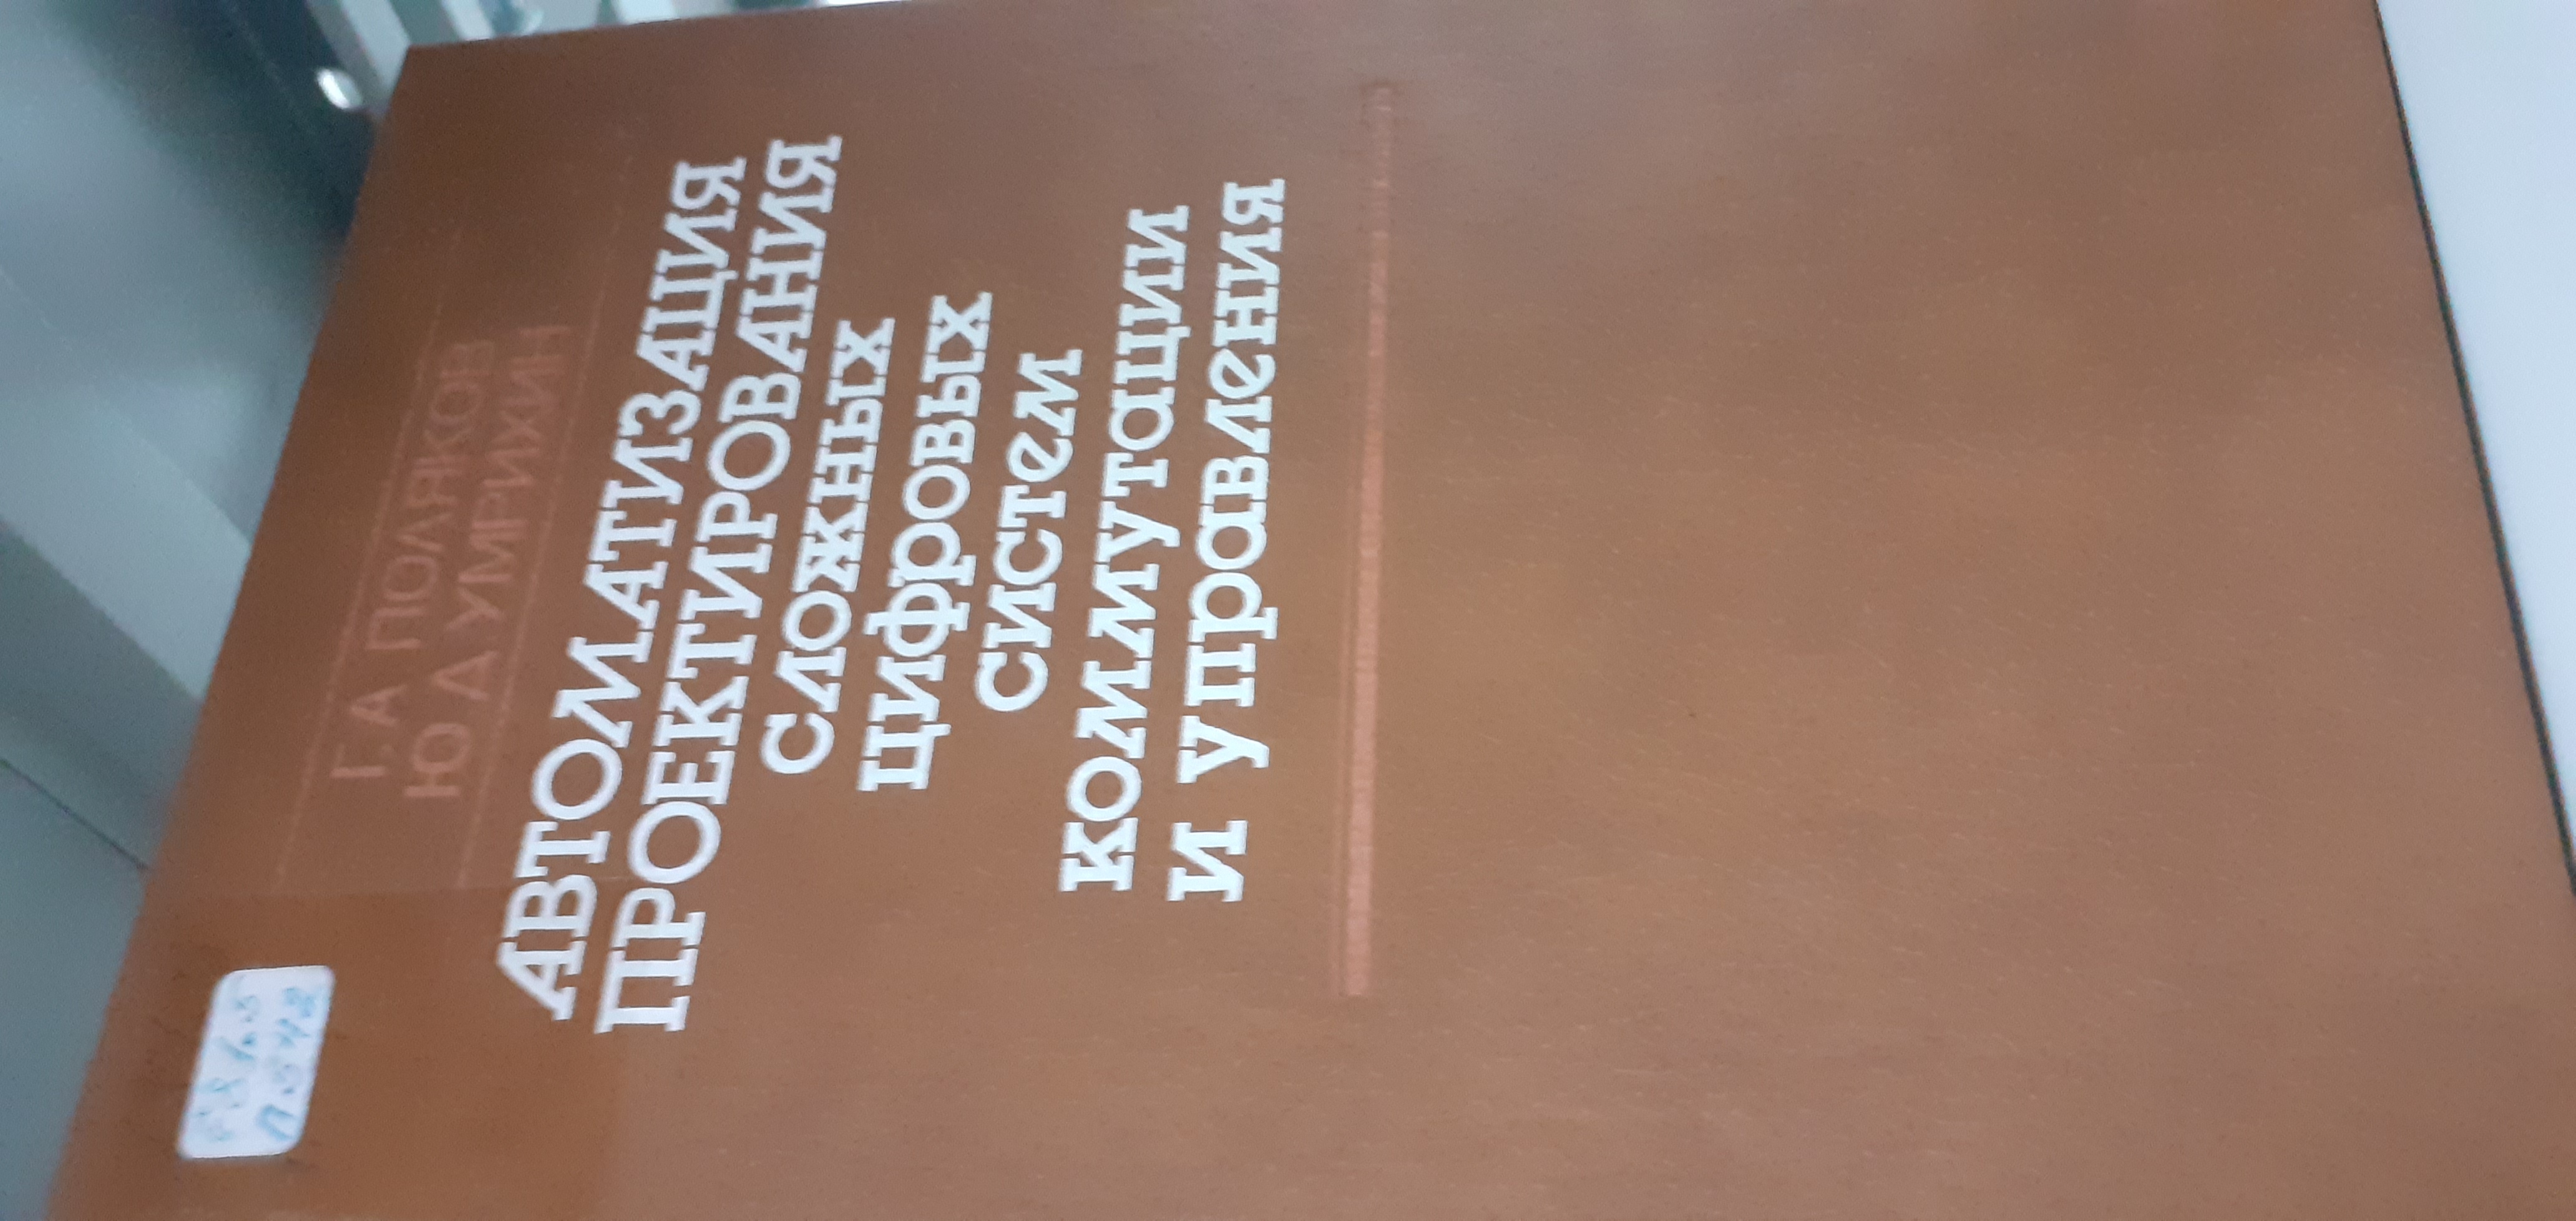 Г. А ПОЛЯКОВ
Ю Д УМРИХИН
АВТОМАТИЗАЦИЯ
ПРОЕКТИРОВАНИЯ
сложных
цифровых
систем
коммутации
и управления